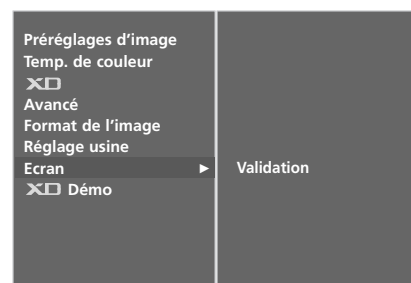 Préréglages d'image
Temp. de couleur
XD
Avancé
Format de l'image
Réglage usine
Ecran ► Validation
XD Démo